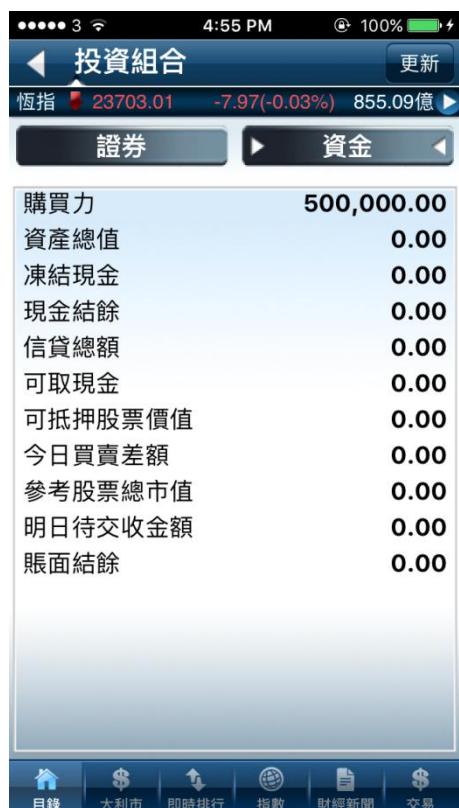 3 4:55 PM 100%
投資組合 更新
恆指 23703.01 -7.97(-0.03%) 855.09億
證券 資金
購買力 500,000.00
資產總值 0.00
凍結現金 0.00
現金結餘 0.00
信貸總額 0.00
可取現金 0.00
可抵押股票價值 0.00
今日買賣差額 0.00
參考股票總市值 0.00
明日待交收金額 0.00
賬面結餘 0.00
目錄 大利市 即時排行 指數 財經新聞 交易